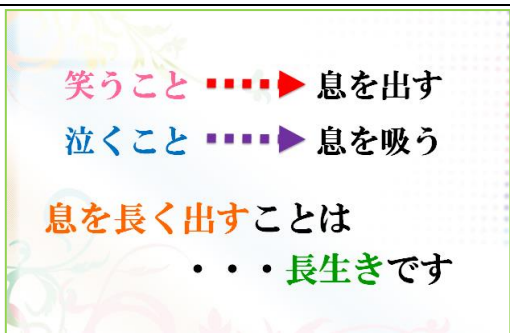 笑うこと 息を出す
泣くこと 息を吸う
息を長く出すことは
・・・長生きです